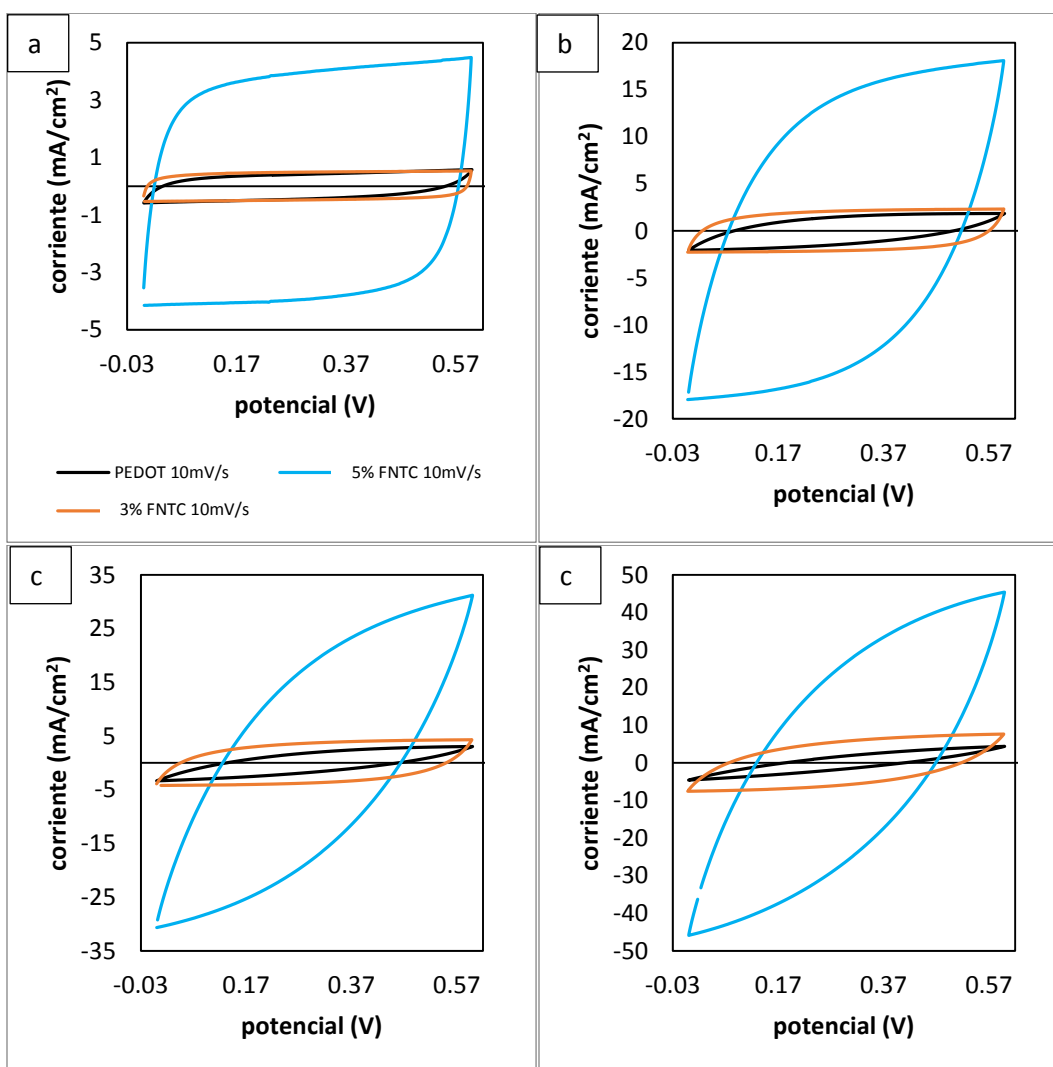 a
5
3
1
-1
-3
-5
corriente (mA/cm²)
-0.03 0.17 0.37 0.57
potencial (V)
PEDOT 10mV/s 5% FNTC 10mV/s
3% FNTC 10mV/s
b
20
15
10
5
0
-5
-10
-15
-20
corriente (mA/cm²)
-0.03 0.17 0.37 0.57
potencial (V)
c
35
25
15
5
-5
-15
-25
-35
corriente (mA/cm²)
-0.03 0.17 0.37 0.57
potencial (V)
c
50
40
30
20
10
0
-10
-20
-30
-40
-50
corriente (mA/cm²)
-0.03 0.17 0.37 0.57
potencial (V)